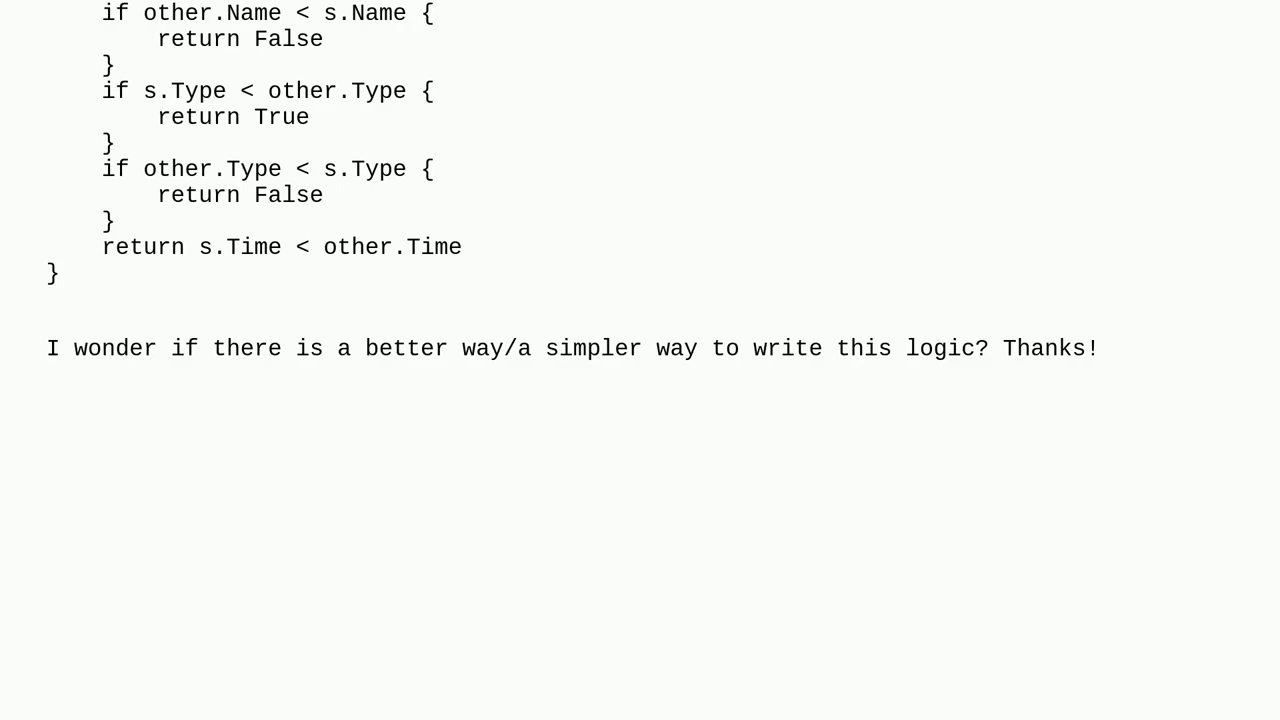 if other.Name < s.Name {
return False
}
if s.Type < other.Type {
return True
}
if other.Type < s.Type {
return False
}
return s.Time < other.Time
}
I wonder if there is a better way/a simpler way to write this logic? Thanks!